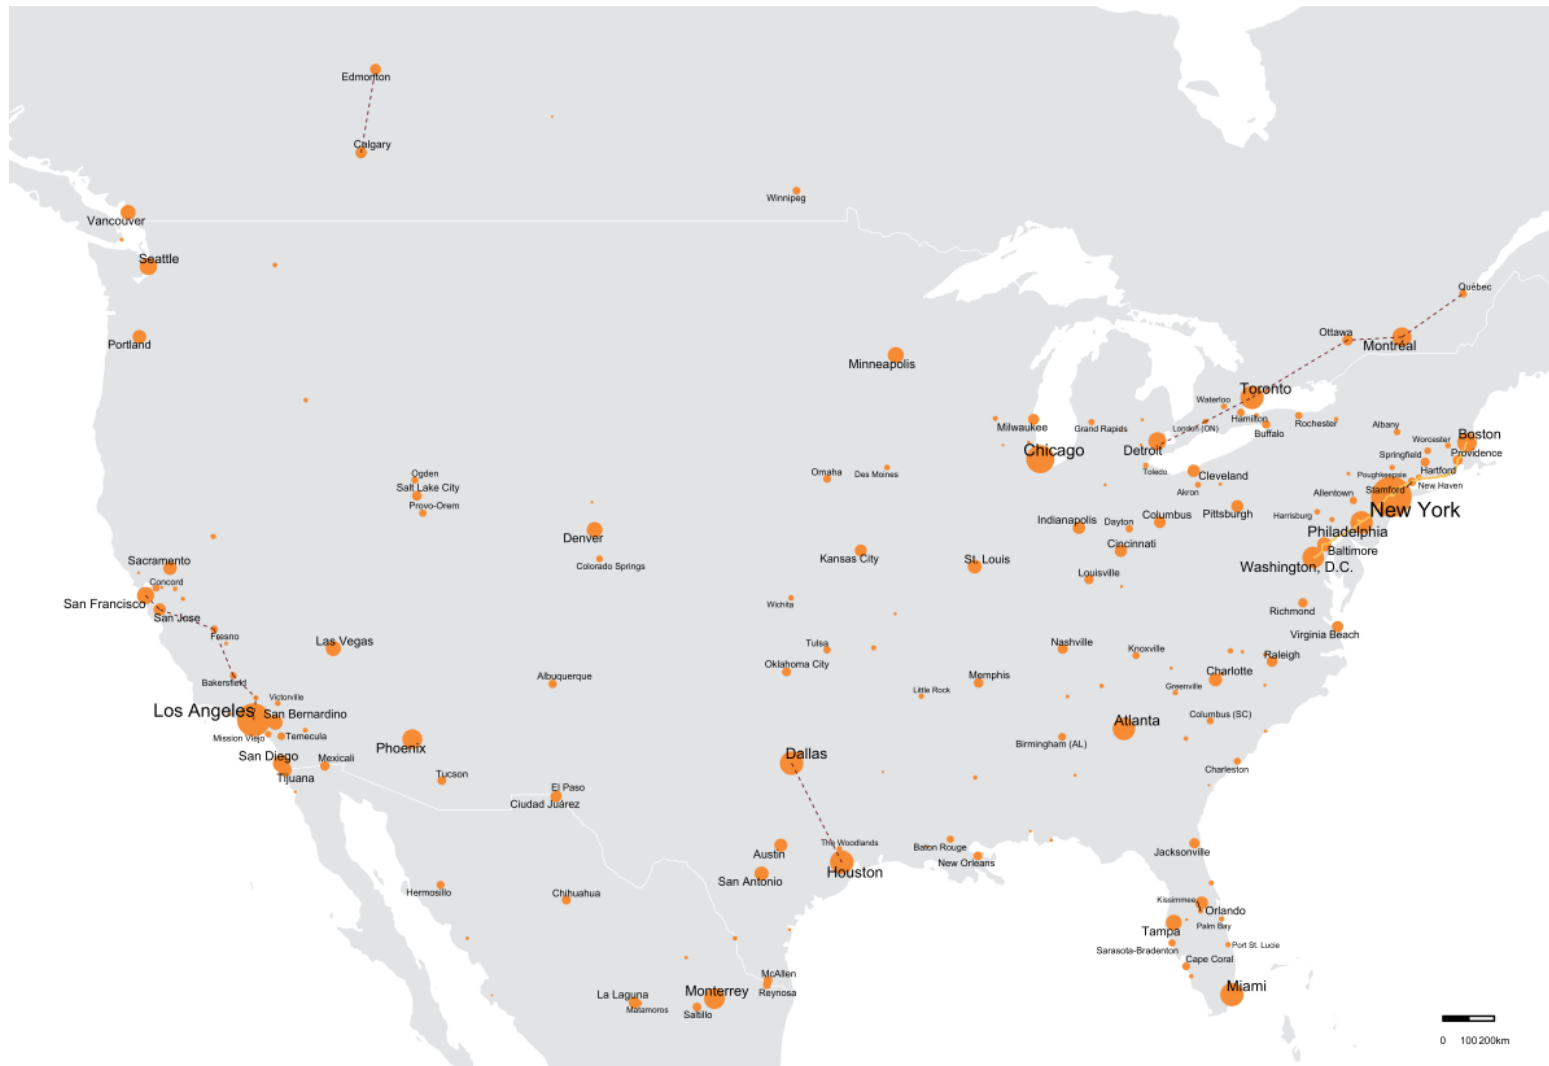 Edmonton
Calgary
Winnipeg
Vancouver
Seattle
Portland
Québec
Ottawa
Montréal
Minneapolis
Toronto
Waterloo
Hamilton
London (ON)
Buffalo
Rochester
Milwaukee
Grand Rapids
Detroit
Chicago
Toledo
Cleveland
Akron
Albany
Boston
Worcester
Providence
Springfield
Hartford
Poughkeepsie
New Haven
Stamford
Allentown
New York
Harrisburg
Philadelphia
Baltimore
Washington, D.C.
Ogden
Salt Lake City
Provo-Orem
Omaha
Des Moines
Denver
Colorado Springs
Kansas City
St. Louis
Indianapolis
Dayton
Columbus
Pittsburgh
Cincinnati
Louisville
Sacramento
Concord
San Francisco
San Jose
Fresno
Las Vegas
Bakersfield
Victorville
Los Angeles
San Bernardino
Mission Viejo
Temecula
San Diego
Tijuana
Mexicali
Phoenix
Tucson
Albuquerque
El Paso
Ciudad Juárez
Wichita
Tulsa
Oklahoma City
Little Rock
Memphis
Nashville
Knoxville
Richmond
Virginia Beach
Raleigh
Charlotte
Greenville
Columbus (SC)
Atlanta
Birmingham (AL)
Charleston
Dallas
The Woodlands
Houston
Austin
San Antonio
Baton Rouge
New Orleans
Jacksonville
Kissimmee
Orlando
Palm Bay
Tampa
Sarasota-Bradenton
Port St. Lucie
Cape Coral
Miami
Hermosillo
Chihuahua
McAllen
Reynosa
Monterrey
La Laguna
Matamoros
Saltillo
0 100 200km